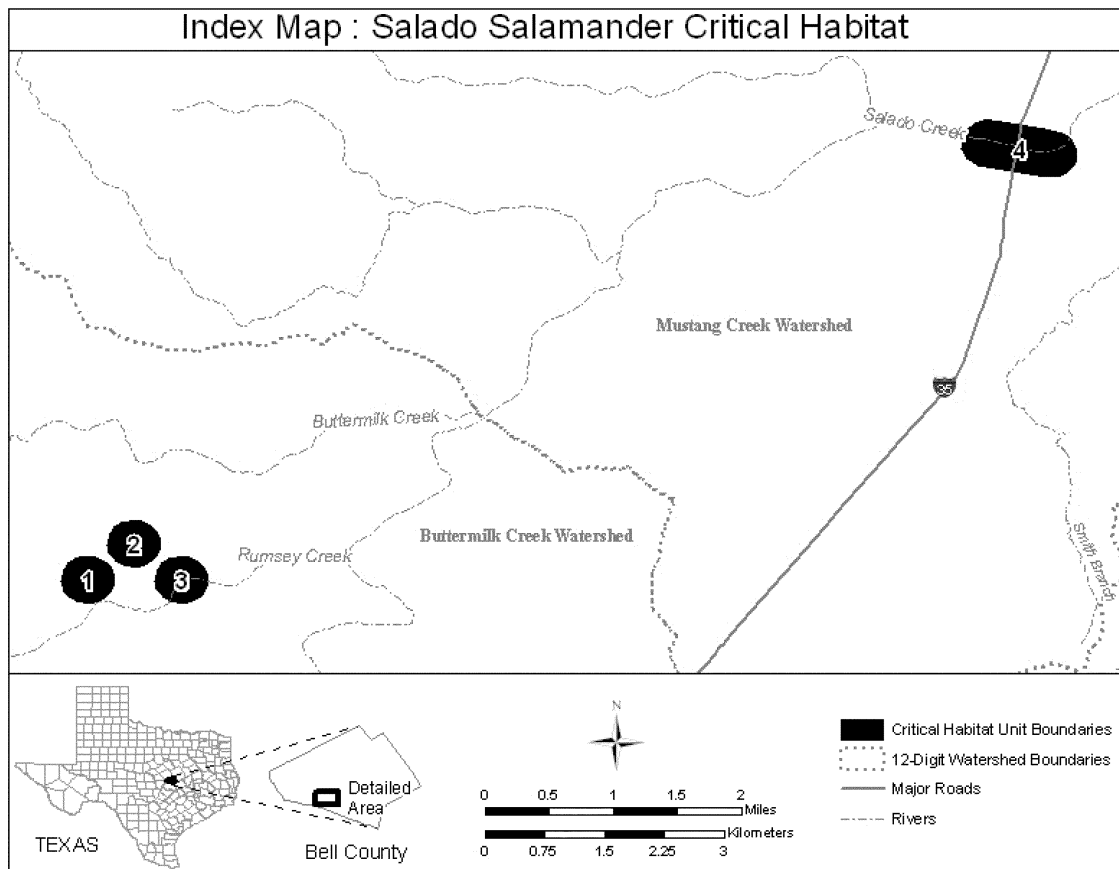 Index Map : Salado Salamander Critical Habitat
Salado Creek
4
Mustang Creek Watershed
35
Buttermilk Creek
Buttermilk Creek Watershed
Rumsey Creek
Smith Branch
2
1
3
TEXAS
Detailed
Area
Bell County
N
0 0.5 1 1.5 2
Miles
Kilometers
0 0.75 1.5 2.25 3
Critical Habitat Unit Boundaries
12-Digit Watershed Boundaries
Major Roads
Rivers